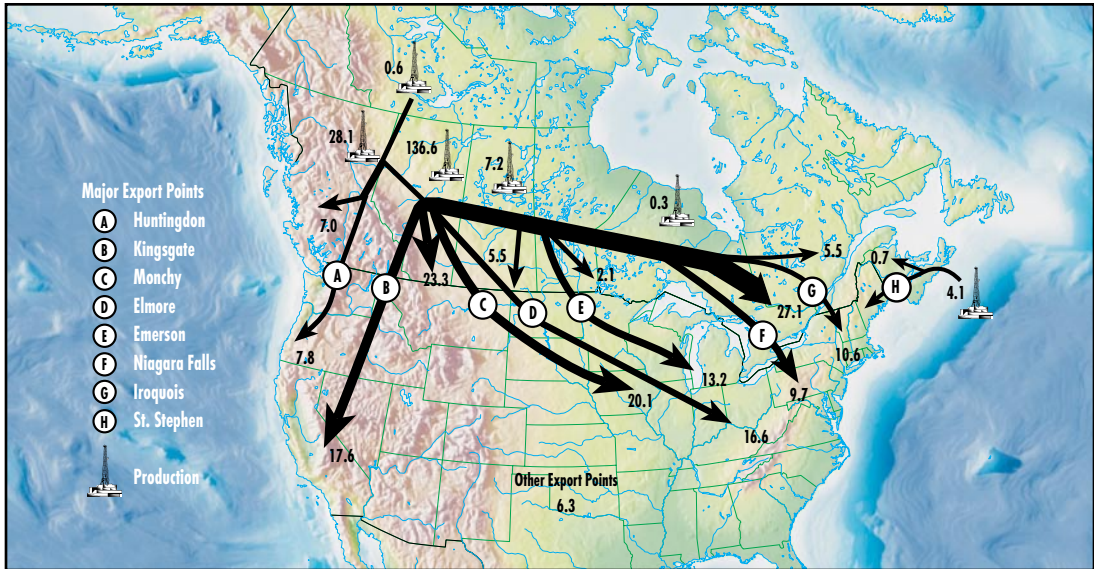 0.6
28.1
136.6
7.2
0.3
Major Export Points
A Huntingdon
B Kingsgate
C Monchy
D Elmore
E Emerson
F Niagara Falls
G Iroquois
H St. Stephen
Production
7.0
5.5
2.1
5.5
0.7
A
B
23.3
C
D
E
F
G
H
4.1
27.1
7.8
10.6
13.2
20.1
9.7
16.6
17.6
Other Export Points
6.3